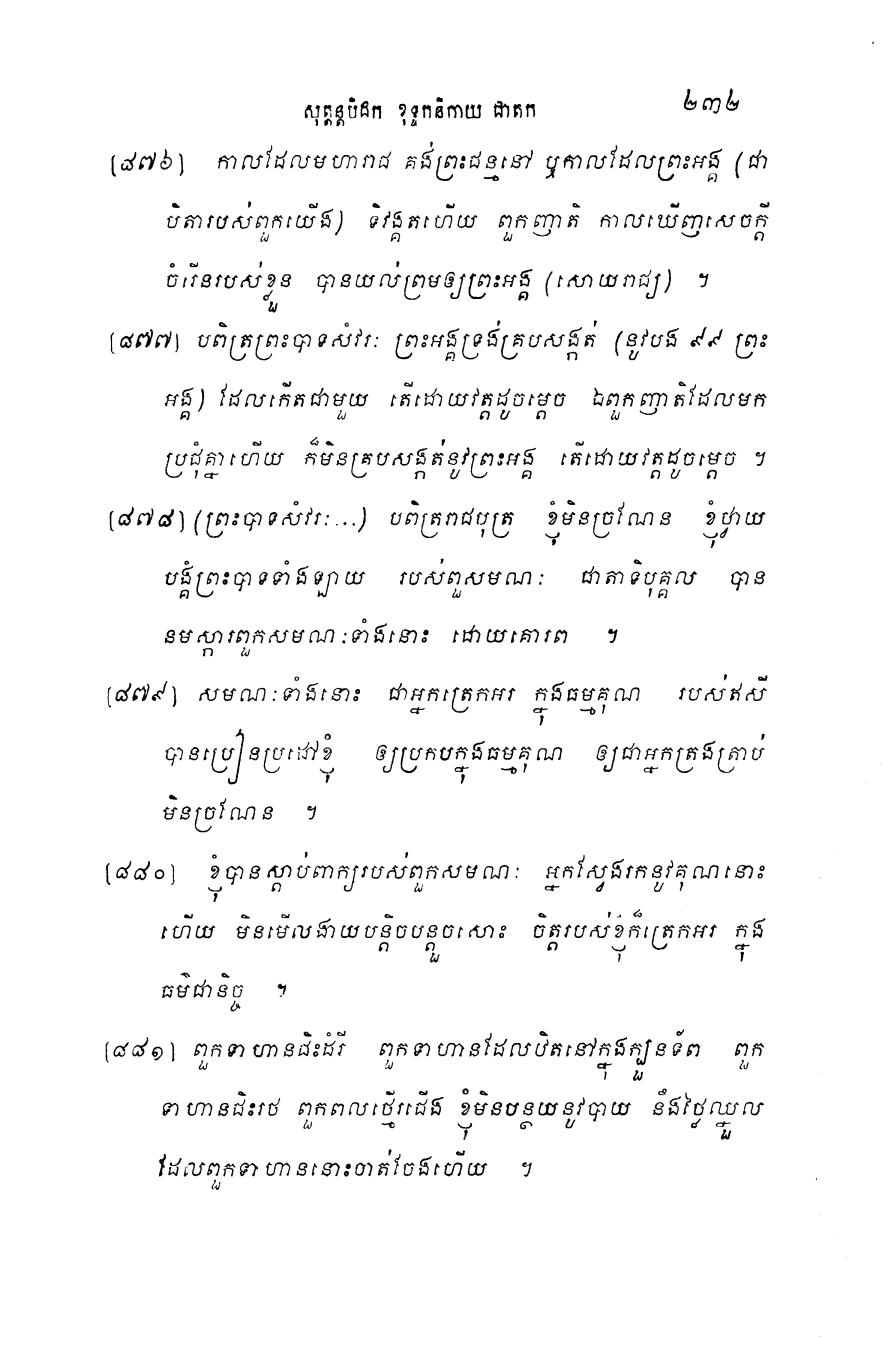 សុត្តន្តបិដក ខុទ្ទកនិកាយ ជាតក ២៣២
[៨៧៦] កាលដែលមហារាជ គង់ព្រះជន្មនៅ ឬកាលដែលព្រះអង្គ (ជា
បិតារបស់ពួកយើង) ទិវង្គតហើយ ពួកញាតិ កាលឃើញសេចក្តី
ចំរើនរបស់ខ្លួន បានយល់ព្រមឲ្យព្រះអង្គ (សោយរាជ្យ) ។
[៨៧៧] បពិត្រព្រះបាទសំវរៈ ព្រះអង្គទ្រង់គ្របសង្កត់ (នូវបង ៩៩ ព្រះ
អង្គ) ដែលកើតជាមួយ តើដោយវត្តដូចម្តេច ឯពួកញាតិដែលមក
ប្រជុំគ្នាហើយ ក៏មិនគ្របសង្កត់នូវព្រះអង្គ តើដោយវត្តដូចម្តេច ។
[៨៧៨] (ព្រះបាទសំវរៈ...) បពិត្ររាជបុត្រ ខ្ញុំមិនច្រណែន ខ្ញុំថ្វាយ
បង្គំព្រះបាទទាំងឡាយ របស់ពួសមណៈ ជាតាទិបុគ្គល បាន
នមស្ការពួកសមណៈទាំងនោះ ដោយគោរព ។
[៨៧៩] សមណៈទាំងនោះ ជាអ្នកត្រេកអរ ក្នុងធម្មគុណ របស់ឥសី
បានប្រៀនប្រដៅខ្ញុំ ឲ្យប្រកបក្នុងធម្មគុណ ឲ្យជាអ្នកត្រងត្រាប់
មិនច្រណែន ។
[៨៨០] ខ្ញុំបានស្តាប់ពាក្យរបស់ពួកសមណៈ អ្នកស្វែងរកនូវគុណនោះ
ហើយ មិនមើលងាយបន្តិចបន្តួចសោះ ចិត្តរបស់ខ្ញុំក៏ត្រេកអរ ក្នុង
ធម៌ជានិច្ច ។
[៨៨១] ពួកទាហានជិះដំរី ពួកទាហានដែលឋិតនៅក្នុងក្បួនទ័ព ពួក
ទាហានជិះរថ ពួកពលថ្មើរជើង ខ្ញុំមិនបន្ថយនូវបាយ នឹងថ្លៃឈ្នួល
ដែលពួកទាហាននោះចាត់ចែងហើយ ។